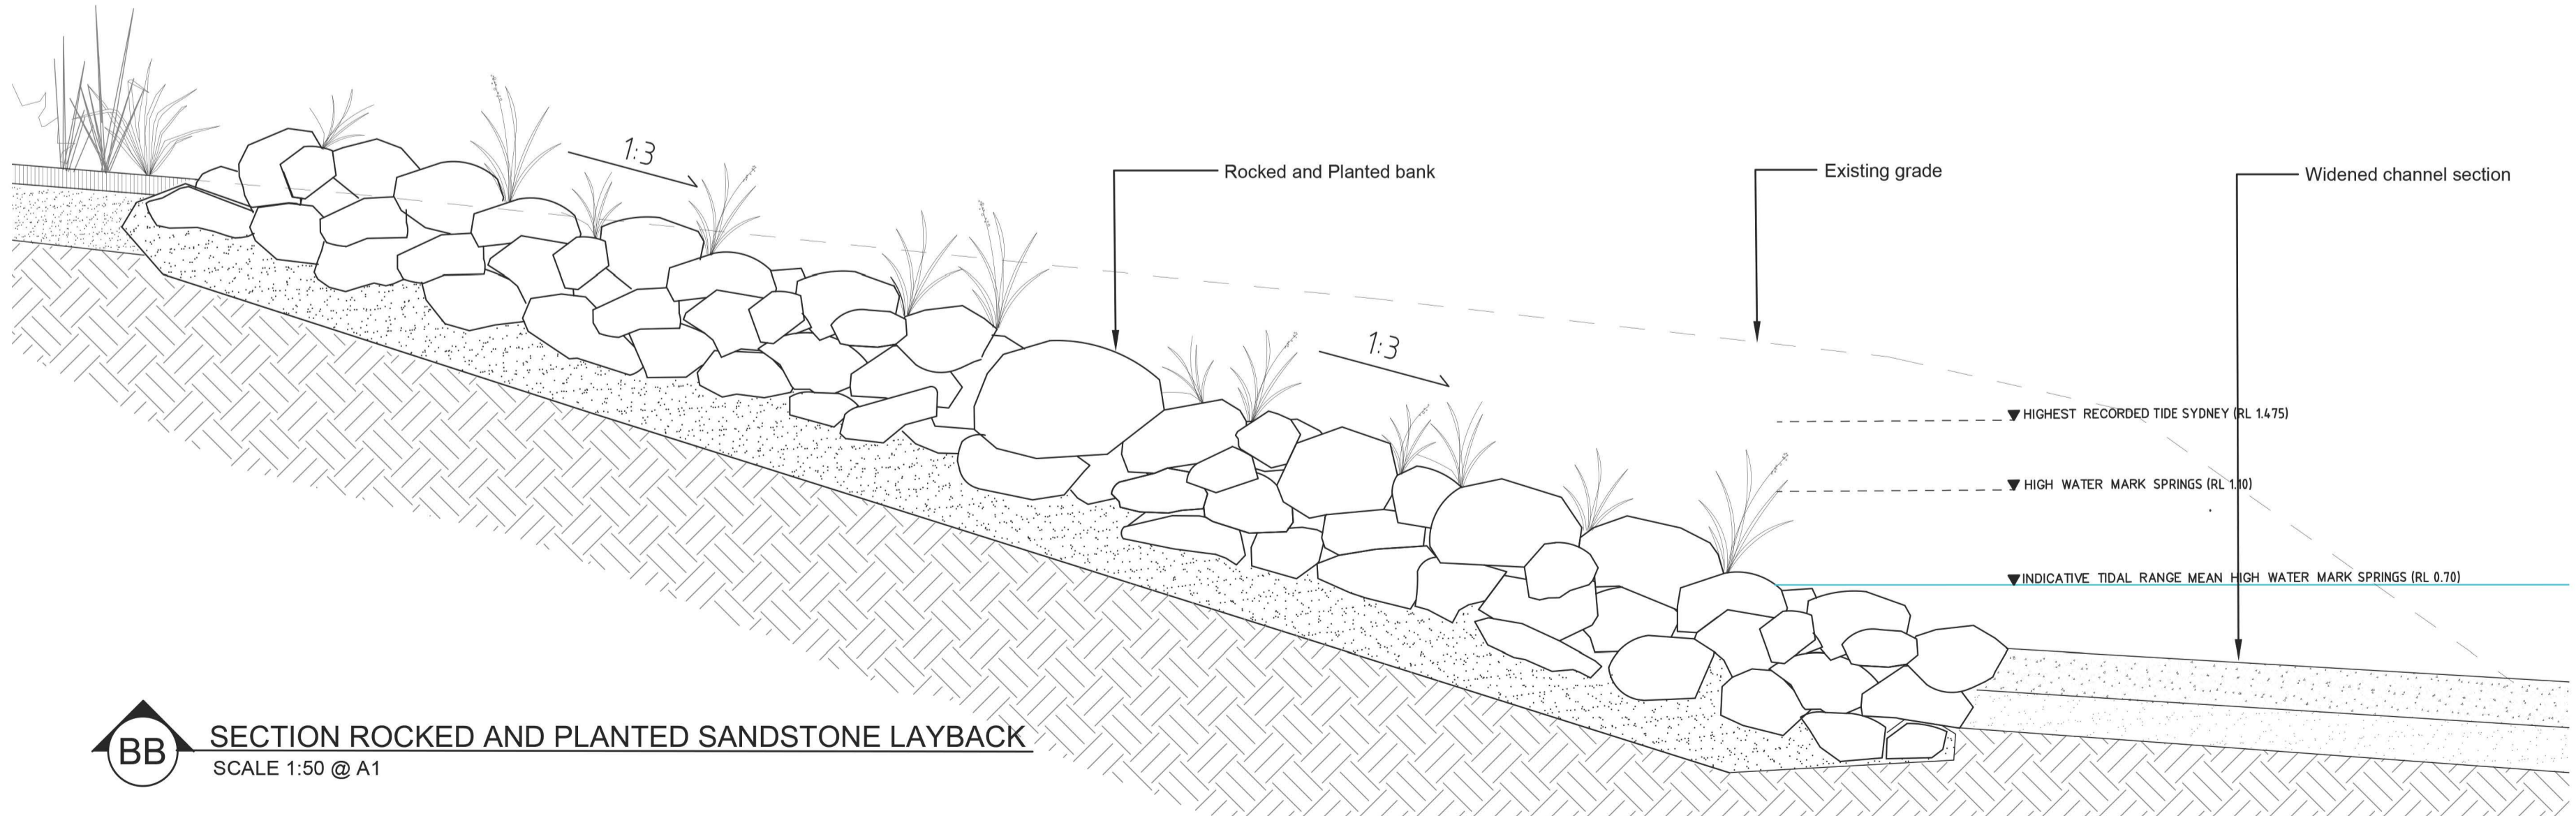 1:3
Rocked and Planted bank
Existing grade
Widened channel section
1:3
HIGHEST RECORDED TIDE SYDNEY (RL 1.475)
HIGH WATER MARK SPRINGS (RL 1.10)
INDICATIVE TIDAL RANGE MEAN HIGH WATER MARK SPRINGS (RL 0.70)
BB
SECTION ROCKED AND PLANTED SANDSTONE LAYBACK
SCALE 1:50 @ A1